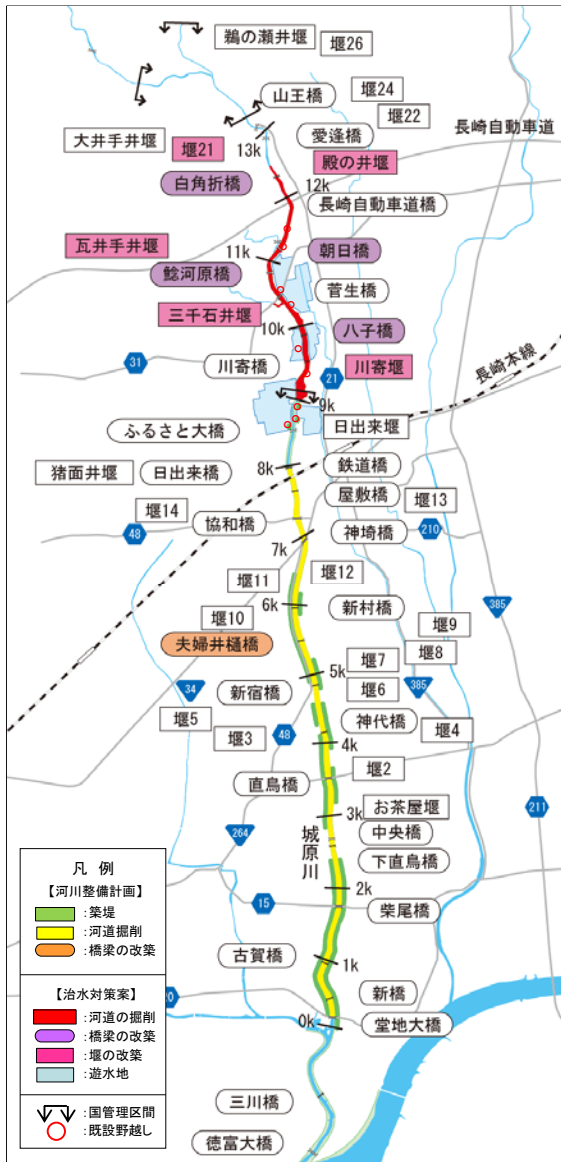 鵜の瀬井堰
堰26
山王橋
堰24
堰22
大井手井堰
堰21
13k
愛逢橋
長崎自動車道
殿の井堰
白角折橋
12k
長崎自動車道橋
瓦井手井堰
11k
朝日橋
鯰河原橋
菅生橋
三千石井堰
10k
八子橋
31
川寄橋
21
川寄堰
長崎本線
9k
日出来堰
ふるさと大橋
猪面井堰
日出来橋
8k
鉄道橋
屋敷橋
堰13
堰14
48
協和橋
7k
神埼橋
210
堰11
堰12
堰10
6k
新村橋
385
堰9
夫婦井樋橋
堰8
堰7
5k
堰6
385
34
新宿橋
堰5
堰3
48
神代橋
堰4
4k
堰2
直鳥橋
211
お茶屋堰
3k
城原川
中央橋
264
下直鳥橋
2k
15
柴尾橋
古賀橋
1k
新橋
20
0k
堂地大橋
三川橋
徳富大橋
凡 例
【河川整備計画】
:築堤
:河道掘削
:橋梁の改築
【治水対策案】
:河道の掘削
:橋梁の改築
:堰の改築
:遊水地
:国管理区間
:既設野越し